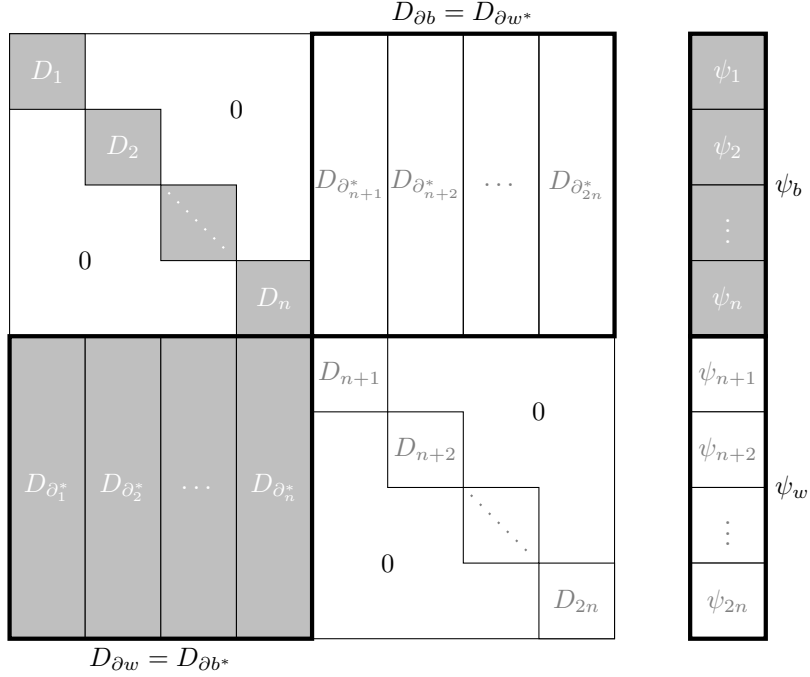 D_{∂b} = D_{∂w*}
D_1
ψ_1
0
D_2
ψ_2
D_{∂^*_{n+1}} D_{∂^*_{n+2}} ⋯ D_{∂^*_{2n}}
ψ_b
⋱
⋮
0
D_n
ψ_n
D_{n+1}
ψ_{n+1}
0
D_{n+2}
ψ_{n+2}
D_{∂^*_1} D_{∂^*_2} ⋯ D_{∂^*_n}
ψ_w
⋱
⋮
0
D_{2n}
ψ_{2n}
D_{∂w} = D_{∂b*}